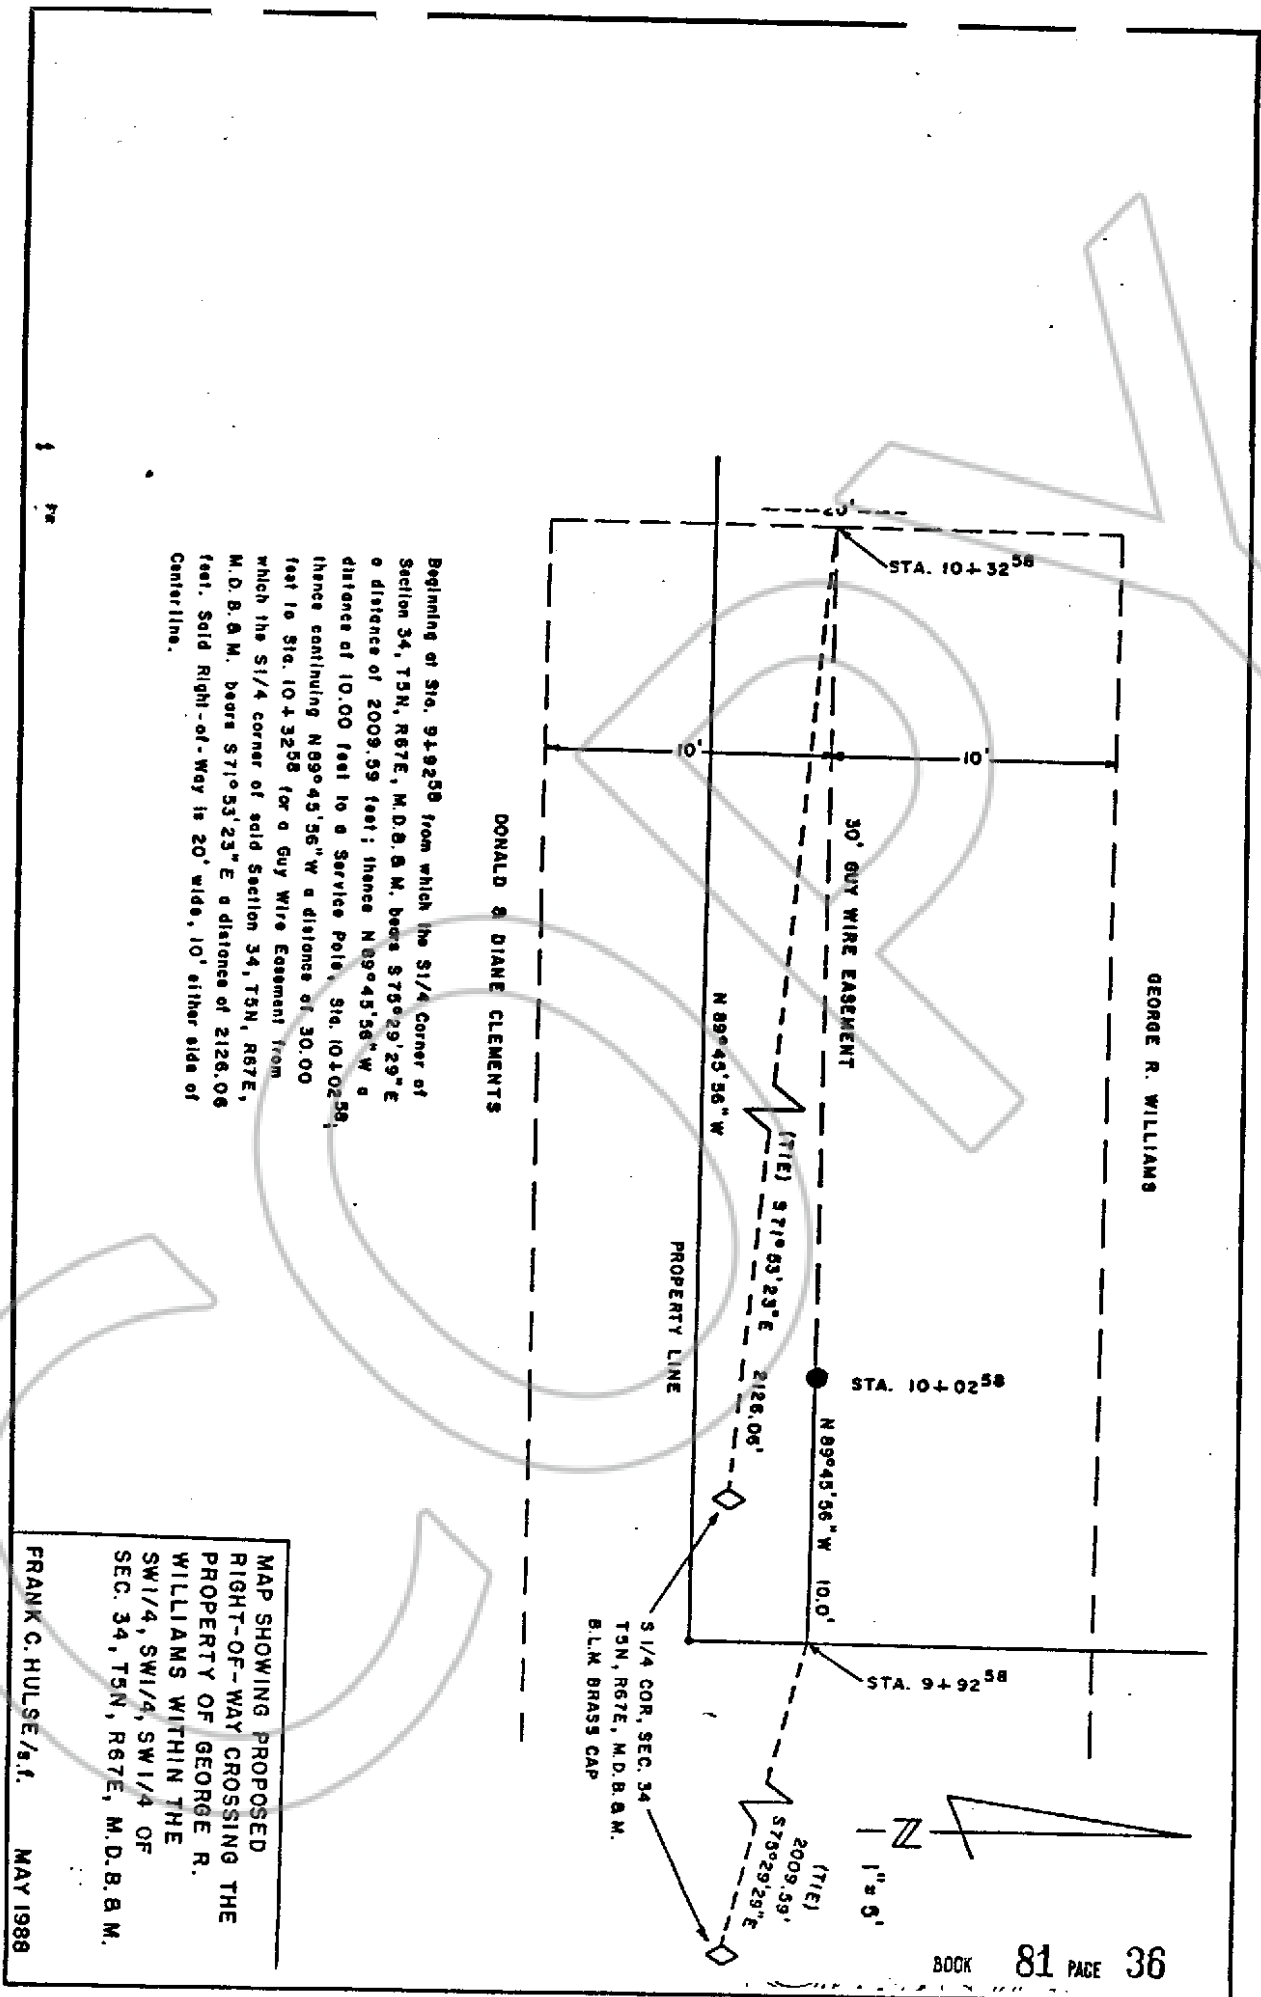 BOOK 81 PAGE 36
GEORGE R. WILLIAMS
STA. 10+32⁵⁸
20'
10'
10'
30' GUY WIRE EASEMENT
STA. 10+02⁵⁸
N 89°45'56" W 10.0'
STA. 9+92⁵⁸
(TIE) S 71°53'23" E 2126.06'
N 89°45'56" W
PROPERTY LINE
S 1/4 COR, SEC. 34
T5N, R67E, M.D.B.&M.
B.L.M. BRASS CAP
(TIE)
2009.59'
S75°29'29"E
N
1" = 5'
DONALD & DIANE CLEMENTS
Beginning at Sta. 9+92⁵⁸ from which the S1/4 Corner of
Section 34, T5N, R67E, M.D.B.&M. bears S75°29'29"E
a distance of 2009.59 feet; thence N89°45'56"W a
distance of 10.00 feet to a Service Pole, Sta. 10+02⁵⁸;
thence continuing N89°45'56"W a distance of 30.00
feet to Sta. 10+32⁵⁸ for a Guy Wire Easement from
which the S1/4 corner of said Section 34, T5N, R67E,
M.D.B.&M. bears S71°53'23"E a distance of 2126.06
feet. Said Right-of-Way is 20' wide, 10' either side of
Centerline.
MAP SHOWING PROPOSED
RIGHT-OF-WAY CROSSING THE
PROPERTY OF GEORGE R.
WILLIAMS WITHIN THE
SW1/4, SW1/4, SW1/4 OF
SEC. 34, T5N, R67E, M.D.B.&M.
FRANK C. HULSE/s.f. MAY 1988
COPY